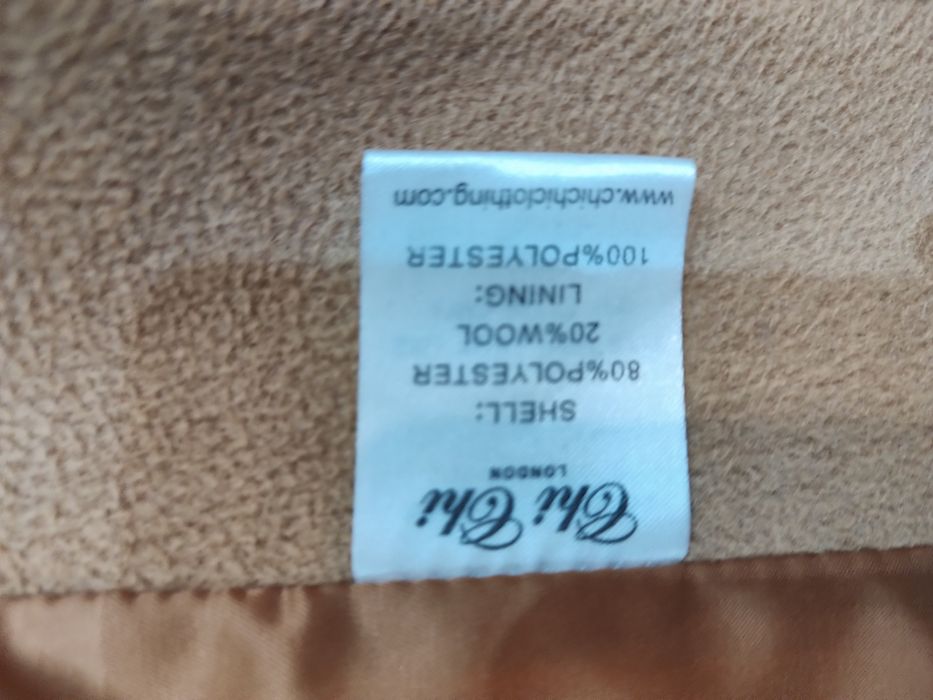 Chi Chi
LONDON
SHELL:
80%POLYESTER
20%WOOL
LINING:
100%POLYESTER
www.chichiclothing.com